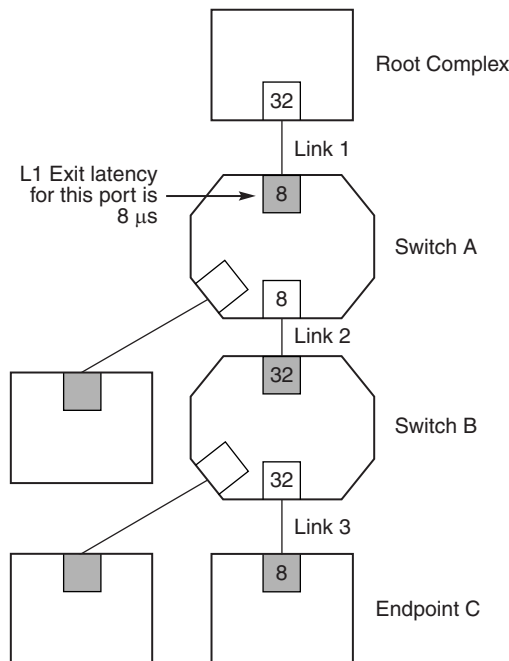 Root Complex
32
Link 1
L1 Exit latency
for this port is
8 μs
8
Switch A
8
Link 2
32
Switch B
32
Link 3
8
Endpoint C